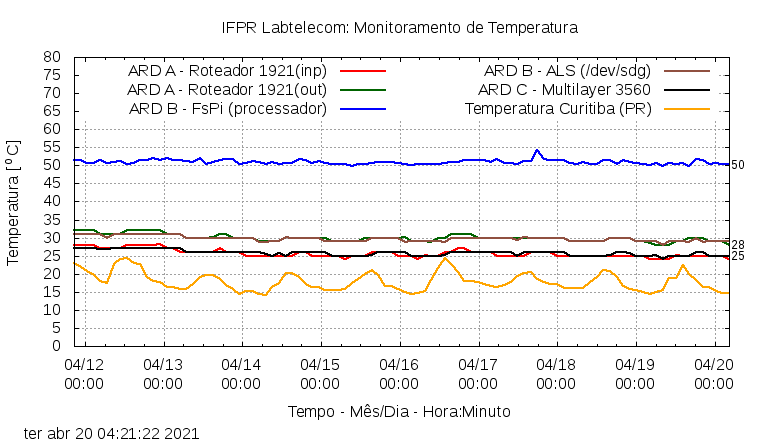 IFPR Labtelecom: Monitoramento de Temperatura
80
75
70
65
60
55
50
45
40
35
30
25
20
15
10
5
0
Temperatura [ºC]
ARD A - Roteador 1921(inp)
ARD A - Roteador 1921(out)
ARD B - FsPi (processador)
ARD B - ALS (/dev/sdg)
ARD C - Multilayer 3560
Temperatura Curitiba (PR)
50
28
25
04/12 04/13 04/14 04/15 04/16 04/17 04/18 04/19 04/20
00:00 00:00 00:00 00:00 00:00 00:00 00:00 00:00 00:00
Tempo - Mês/Dia - Hora:Minuto
ter abr 20 04:21:22 2021